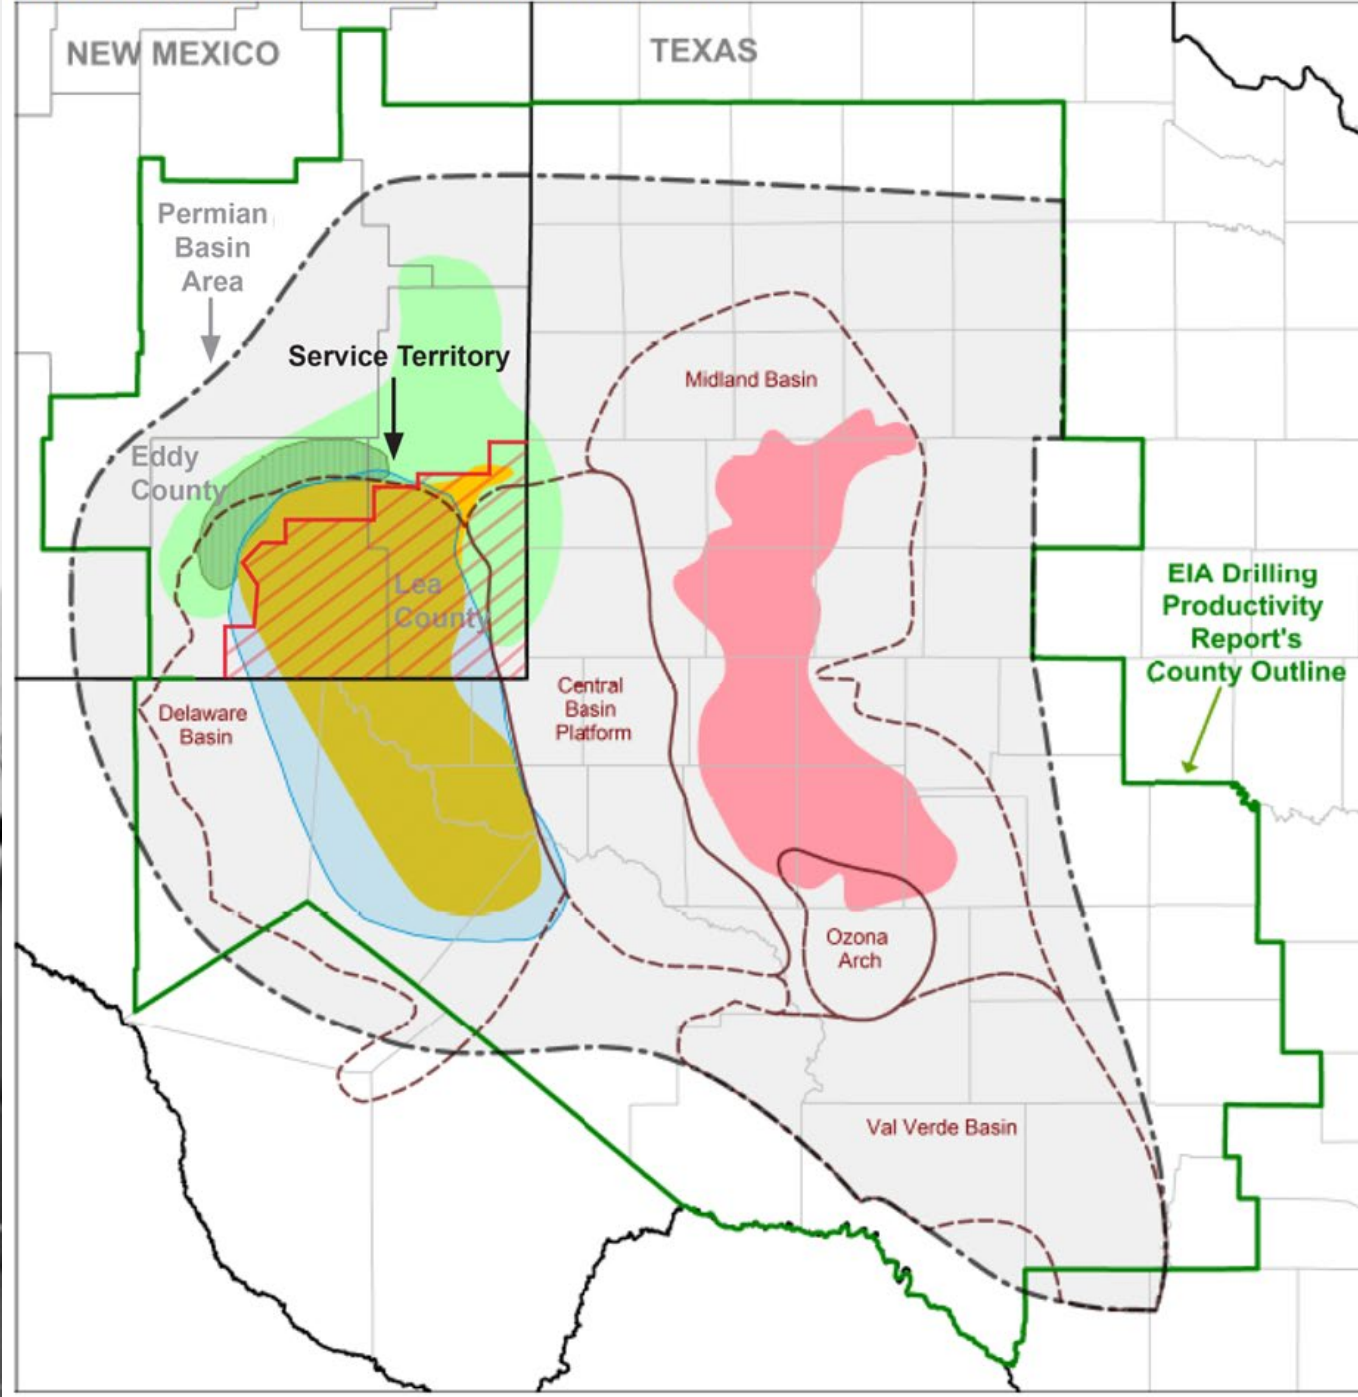 NEW MEXICO
TEXAS
Permian
Basin
Area
Service Territory
Midland Basin
Eddy
County
Lea
County
EIA Drilling
Productivity
Report's
County Outline
Delaware
Basin
Central
Basin
Platform
Ozona
Arch
Val Verde Basin